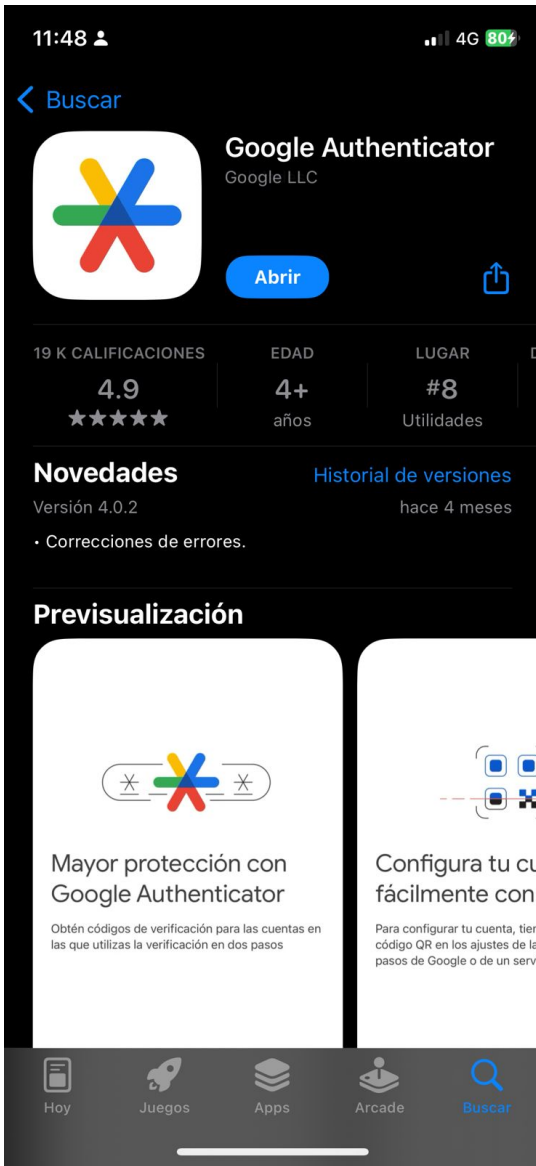 11:48
4G 80
Buscar
Google Authenticator
Google LLC
Abrir
19 K CALIFICACIONES EDAD LUGAR
4.9 4+ #8
años Utilidades
Novedades Historial de versiones
Versión 4.0.2 hace 4 meses
• Correcciones de errores.
Previsualización
Mayor protección con
Google Authenticator
Obtén códigos de verificación para las cuentas en
las que utilizas la verificación en dos pasos
Configura tu cu
fácilmente con
Para configurar tu cuenta, tien
código QR en los ajustes de la
pasos de Google o de un serv
Hoy Juegos Apps Arcade Buscar